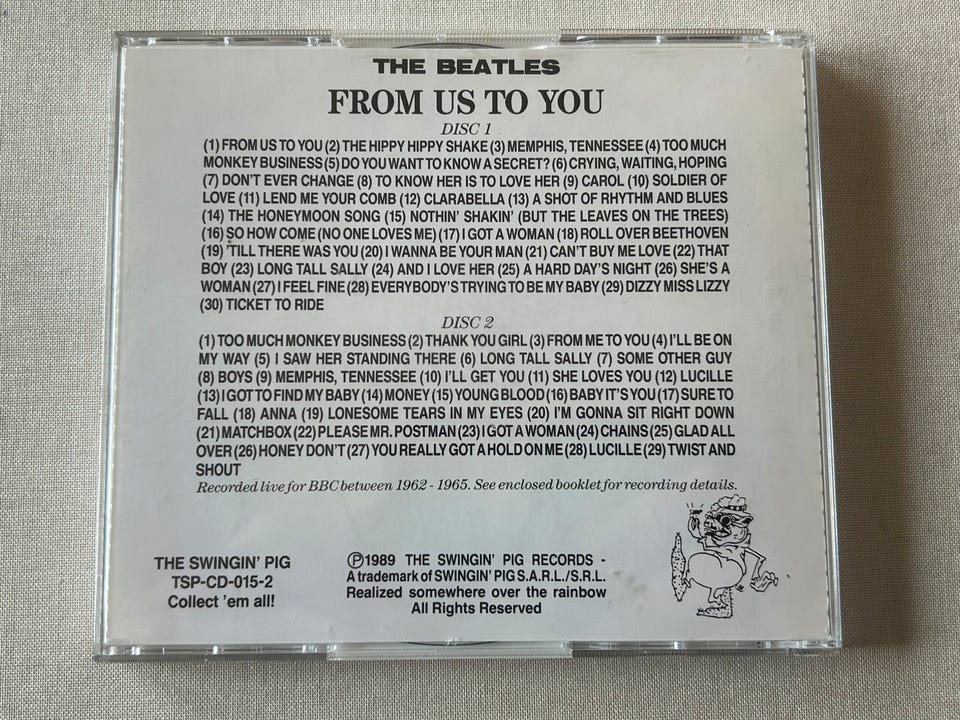 THE BEATLES
FROM US TO YOU
DISC 1
(1) FROM US TO YOU (2) THE HIPPY HIPPY SHAKE (3) MEMPHIS, TENNESSEE (4) TOO MUCH
MONKEY BUSINESS (5) DO YOU WANT TO KNOW A SECRET? (6) CRYING, WAITING, HOPING
(7) DON'T EVER CHANGE (8) TO KNOW HER IS TO LOVE HER (9) CAROL (10) SOLDIER OF
LOVE (11) LEND ME YOUR COMB (12) CLARABELLA (13) A SHOT OF RHYTHM AND BLUES
(14) THE HONEYMOON SONG (15) NOTHIN' SHAKIN' (BUT THE LEAVES ON THE TREES)
(16) SO HOW COME (NO ONE LOVES ME) (17) I GOT A WOMAN (18) ROLL OVER BEETHOVEN
(19) 'TILL THERE WAS YOU (20) I WANNA BE YOUR MAN (21) CAN'T BUY ME LOVE (22) THAT
BOY (23) LONG TALL SALLY (24) AND I LOVE HER (25) A HARD DAY'S NIGHT (26) SHE'S A
WOMAN (27) I FEEL FINE (28) EVERYBODY'S TRYING TO BE MY BABY (29) DIZZY MISS LIZZY
(30) TICKET TO RIDE
DISC 2
(1) TOO MUCH MONKEY BUSINESS (2) THANK YOU GIRL (3) FROM ME TO YOU (4) I'LL BE ON
MY WAY (5) I SAW HER STANDING THERE (6) LONG TALL SALLY (7) SOME OTHER GUY
(8) BOYS (9) MEMPHIS, TENNESSEE (10) I'LL GET YOU (11) SHE LOVES YOU (12) LUCILLE
(13) I GOT TO FIND MY BABY (14) MONEY (15) YOUNG BLOOD (16) BABY IT'S YOU (17) SURE TO
FALL (18) ANNA (19) LONESOME TEARS IN MY EYES (20) I'M GONNA SIT RIGHT DOWN
(21) MATCHBOX (22) PLEASE MR. POSTMAN (23) I GOT A WOMAN (24) CHAINS (25) GLAD ALL
OVER (26) HONEY DON'T (27) YOU REALLY GOT A HOLD ON ME (28) LUCILLE (29) TWIST AND
SHOUT
Recorded live for BBC between 1962 - 1965. See enclosed booklet for recording details.
THE SWINGIN' PIG
TSP-CD-015-2
Collect 'em all!
Ⓟ1989 THE SWINGIN' PIG RECORDS -
A trademark of SWINGIN' PIG S.A.R.L./S.R.L.
Realized somewhere over the rainbow
All Rights Reserved